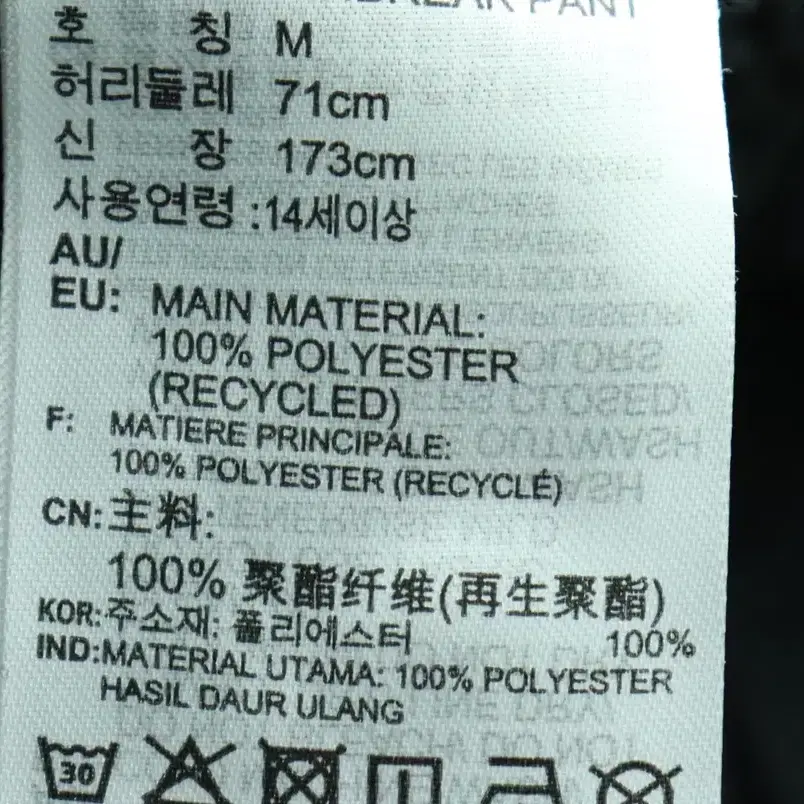 BREAK PANT
호 칭 M
허리둘레 71cm
신 장 173cm
사용연령 :14세이상
AU/
EU: MAIN MATERIAL:
100% POLYESTER
(RECYCLED)
F: MATIERE PRINCIPALE:
100% POLYESTER (RECYCLÉ)
CN: 主料:
100% 聚酯纤维(再生聚酯)
KOR: 주소재: 폴리에스터 100%
IND: MATERIAL UTAMA: 100% POLYESTER
HASIL DAUR ULANG
30